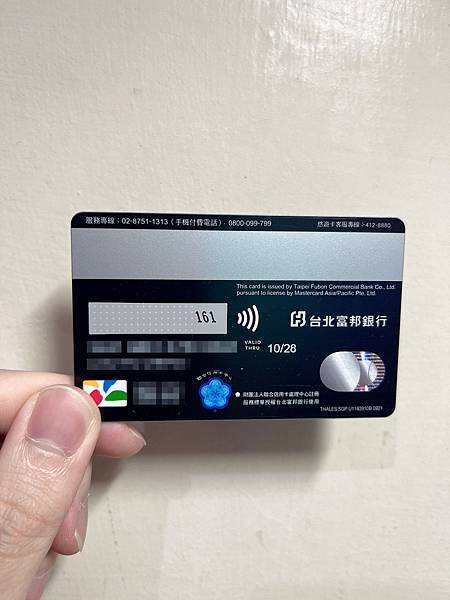 服務專線：02-8751-1313（手機付費電話）‧0800-099-799
悠遊卡客服專線：412-8880
This card is issued by Taipei Fubon Commercial Bank Co., Ltd.
pursuant to license by Mastercard Asia/Pacific Pte. Ltd.
161
台北富邦銀行
VALID
THRU 10/28
財團法人聯合信用卡處理中心註冊
服務標章授權台北富邦銀行使用
THALES SGP U1183910B 0921